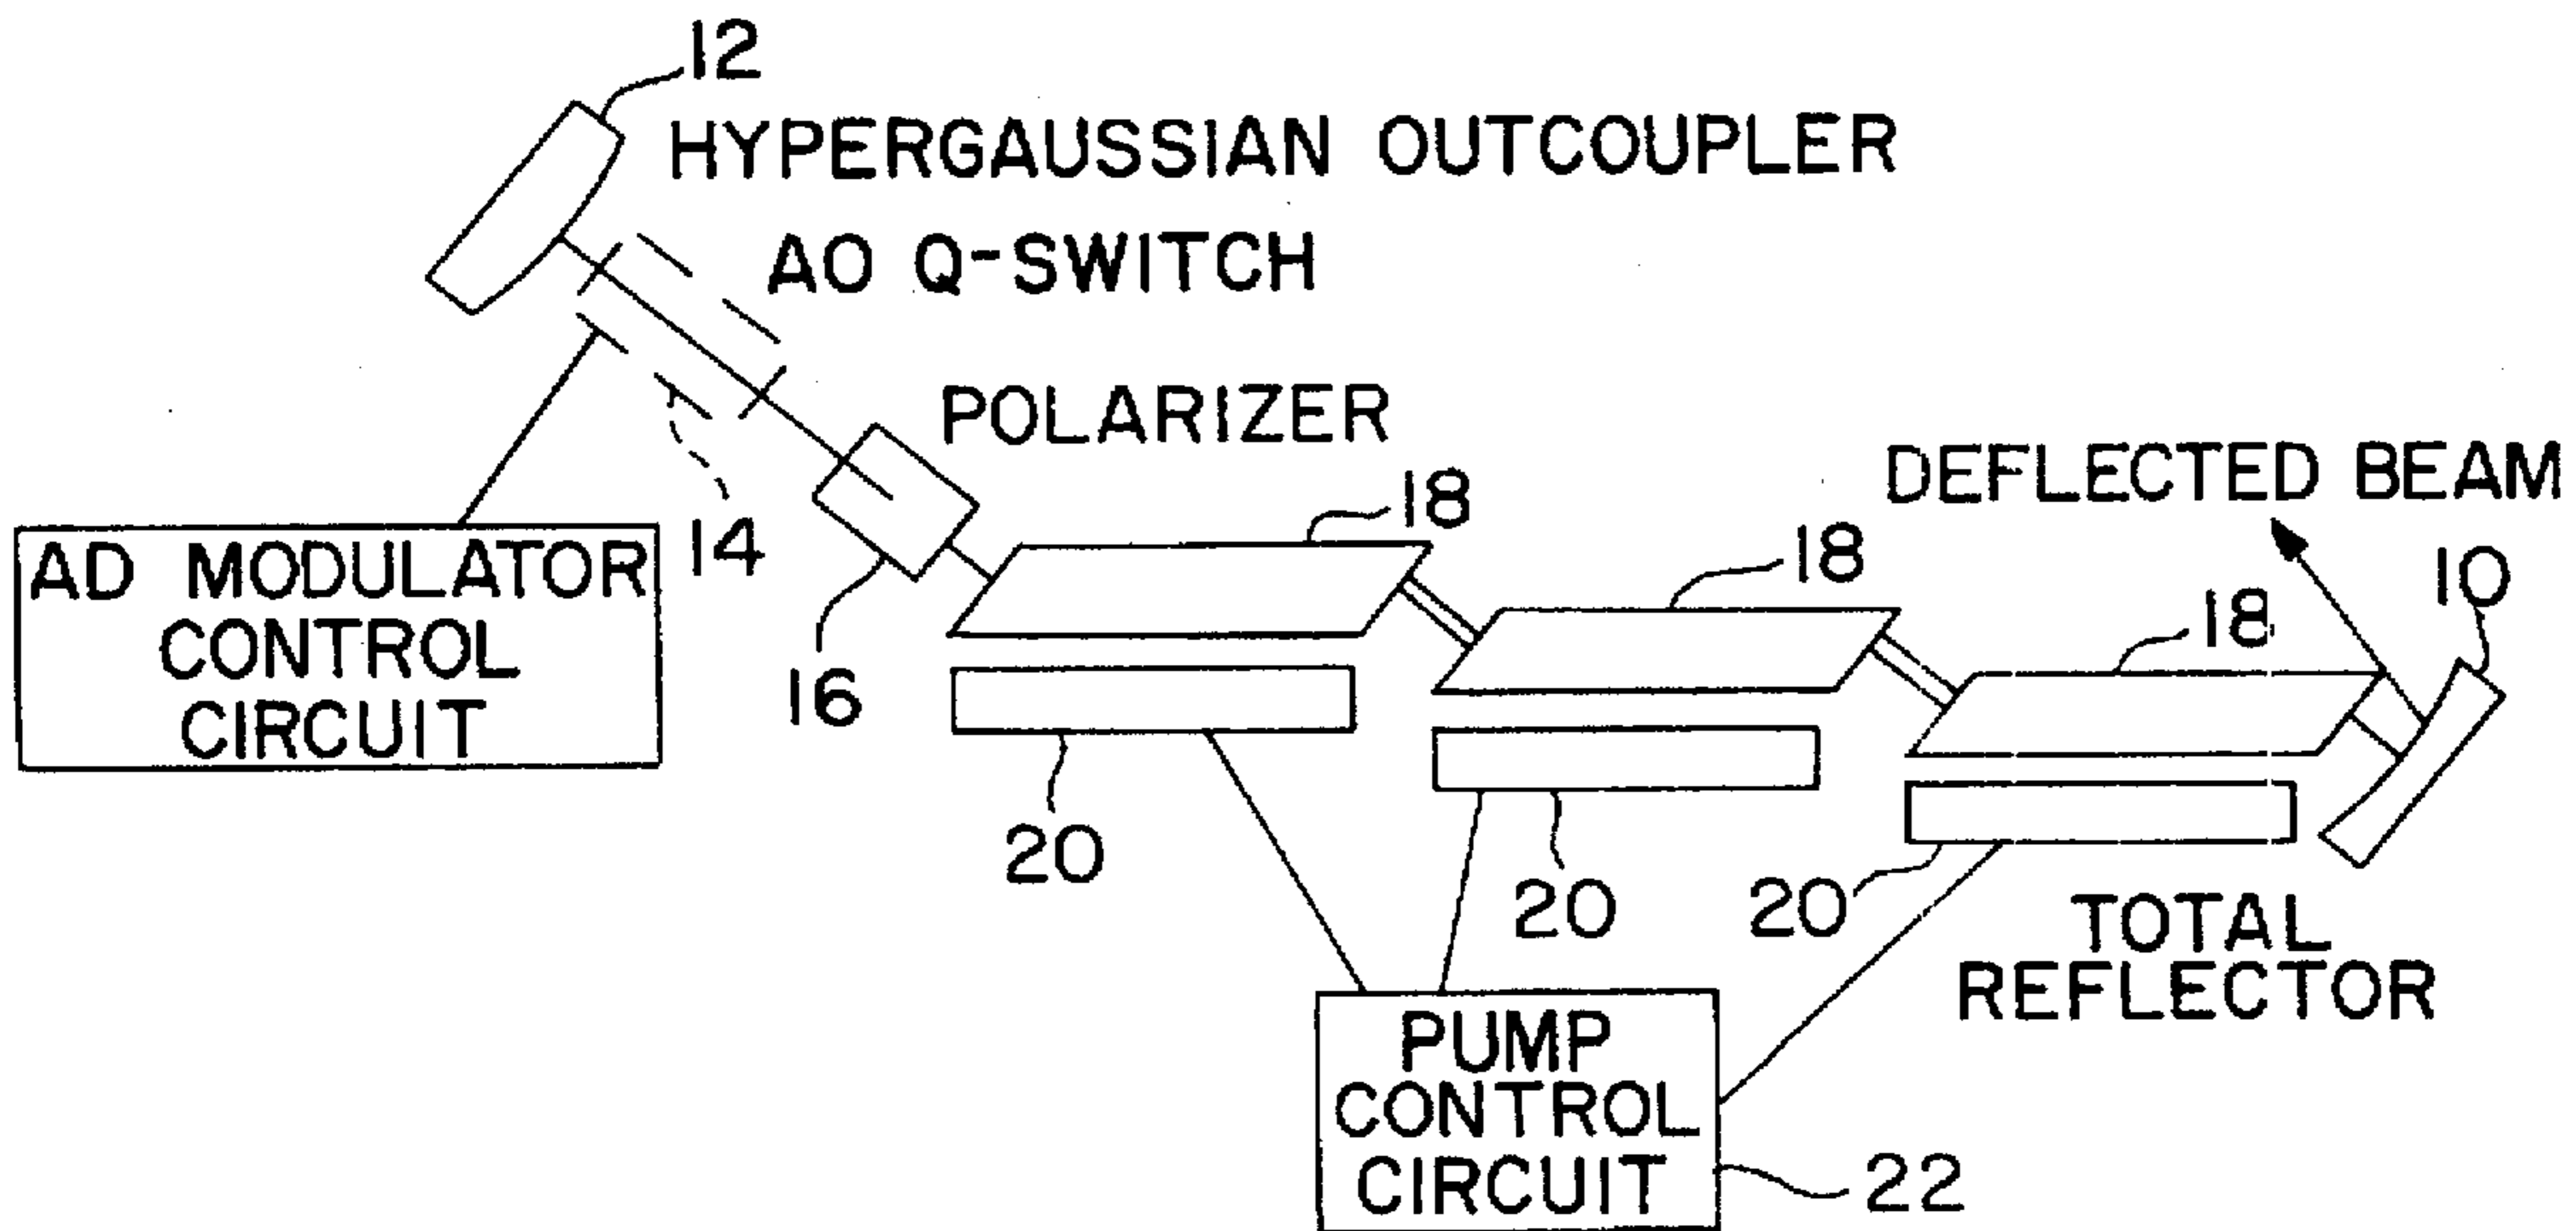 12
HYPERGAUSSIAN OUTCOUPLER
AO Q-SWITCH
POLARIZER
DEFLECTED BEAM
18
18
10
14
AD MODULATOR
CONTROL
CIRCUIT
18
16
20
20
20
TOTAL
REFLECTOR
PUMP
CONTROL
CIRCUIT
22